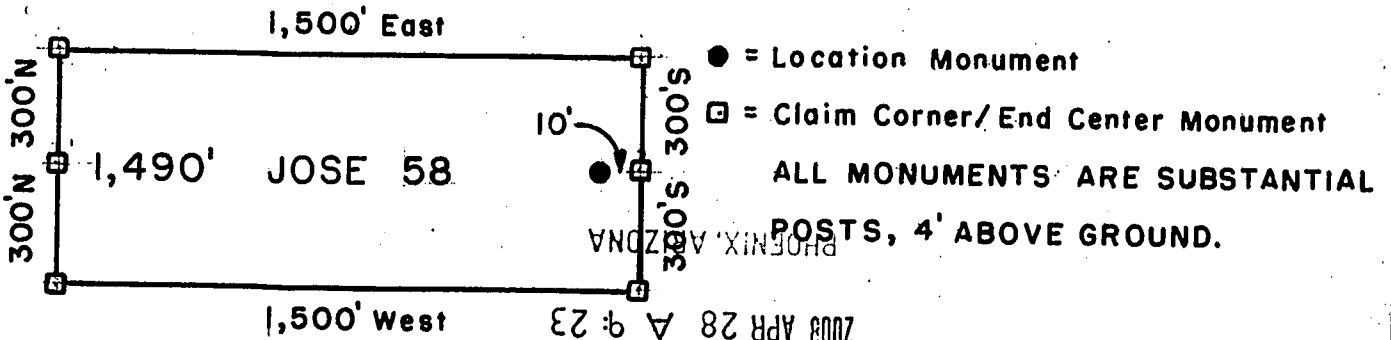 1,500' East
300'N 300'N
1,490' JOSE 58
10'
300'S 300'S
1,500' West
● = Location Monument
⊡ = Claim Corner/End Center Monument
ALL MONUMENTS ARE SUBSTANTIAL
POSTS, 4' ABOVE GROUND.
PHOENIX, ARIZONA
2008 APR 28 A 9:23